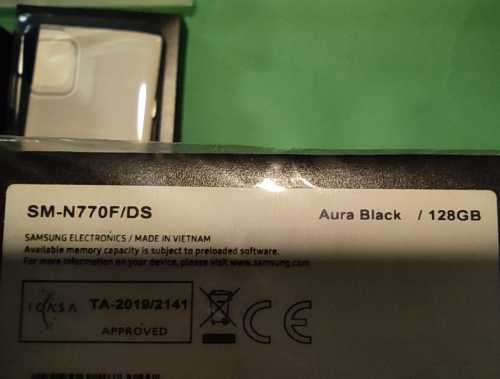 SM-N770F/DS
Aura Black / 128GB
SAMSUNG ELECTRONICS / MADE IN VIETNAM
Available memory capacity is subject to preloaded software.
For more information on your device, please visit www.samsung.com
ICASA TA-2019/2141
APPROVED
CE